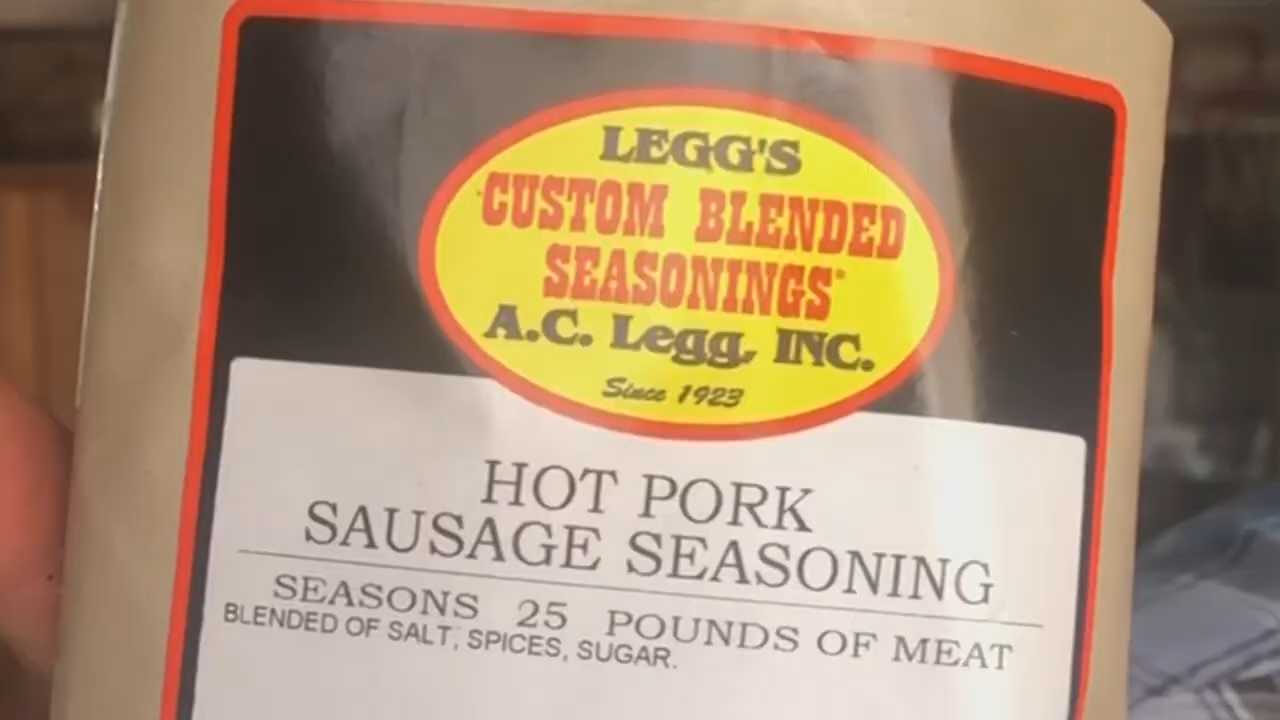 LEGG'S
"CUSTOM BLENDED
SEASONINGS"
A.C. Legg, INC.
Since 1923
HOT PORK
SAUSAGE SEASONING
SEASONS 25 POUNDS OF MEAT
BLENDED OF SALT, SPICES, SUGAR.